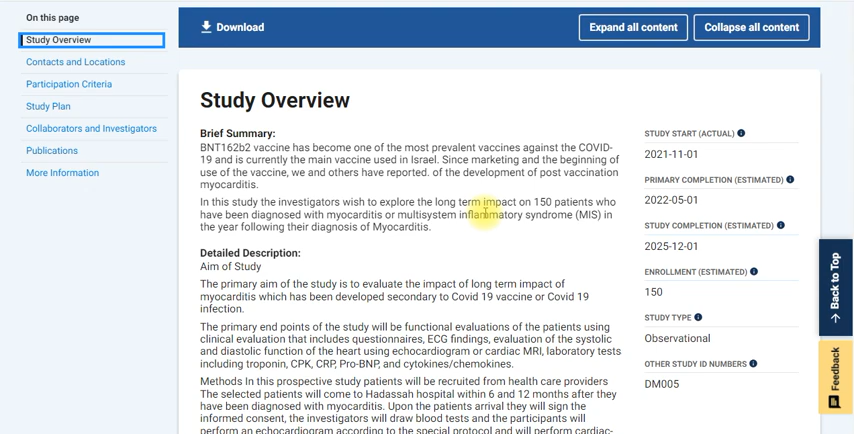 On this page
Study Overview
Contacts and Locations
Participation Criteria
Study Plan
Collaborators and Investigators
Publications
More Information
Download
Expand all content
Collapse all content
Study Overview
Brief Summary:
BNT162b2 vaccine has become one of the most prevalent vaccines against the COVID-
19 and is currently the main vaccine used in Israel. Since marketing and the beginning of
use of the vaccine, we and others have reported. of the development of post vaccination
myocarditis.
In this study the investigators wish to explore the long term impact on 150 patients who
have been diagnosed with myocarditis or multisystem inflammatory syndrome (MIS) in
the year following their diagnosis of Myocarditis.
Detailed Description:
Aim of Study
The primary aim of the study is to evaluate the impact of long term impact of
myocarditis which has been developed secondary to Covid 19 vaccine or Covid 19
infection.
The primary end points of the study will be functional evaluations of the patients using
clinical evaluation that includes questionnaires, ECG findings, evaluation of the systolic
and diastolic function of the heart using echocardiogram or cardiac MRI, laboratory tests
including troponin, CPK, CRP, Pro-BNP, and cytokines/chemokines.
Methods In this prospective study patients will be recruited from health care providers
The selected patients will come to Hadassah hospital within 6 and 12 months after they
have been diagnosed with myocarditis. Upon the patients arrival they will sign the
informed consent, the investigators will draw blood tests and the participants will
perform an echocardiogram according to the special protocol and will perform cardiac-
STUDY START (ACTUAL)
2021-11-01
PRIMARY COMPLETION (ESTIMATED)
2022-05-01
STUDY COMPLETION (ESTIMATED)
2025-12-01
ENROLLMENT (ESTIMATED)
150
STUDY TYPE
Observational
OTHER STUDY ID NUMBERS
DM005
Back to Top
Feedback